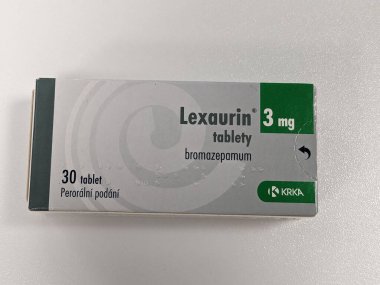 Lexaurin® 3 mg
tablety
bromazepamum
30 tablet
Perorální podání
KRKA